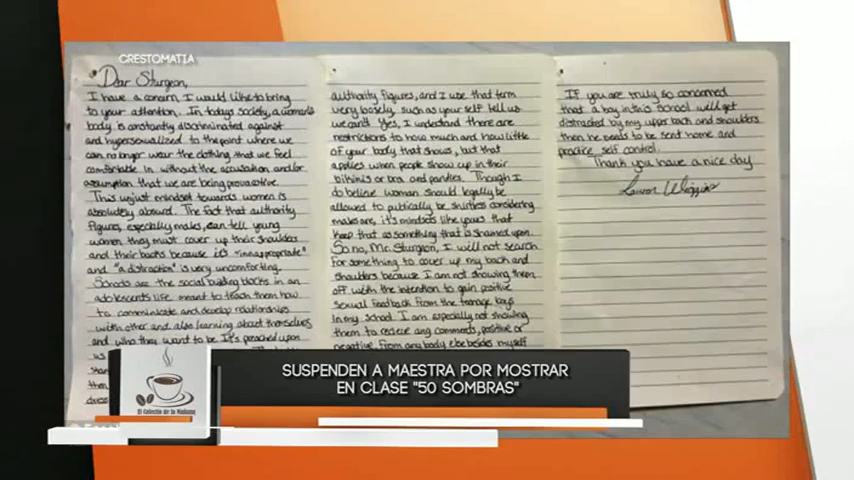 CRESTOMATIA
Dear Sturgeon,
I have a concern, I would like to bring
to your attention. In todays society, a woman's
body is constantly discriminated against
and hypersexualized to the point where we
can no longer wear the clothing that we feel
comfortable in without the accusation and/or
assumption that we are being provocative.
This unjust mindset towards women is
absolutely absurd. The fact that authority
figures, especially males, can tell young
women they must cover up their shoulders
and their backs because it's "innapropriate"
and "a distraction" is very uncomforting.
Schools are the social building blocks in an
adolescents life meant to teach them how
to communicate and develop relationships
with other and also learning about themselves
and who they want to be. It's preached upon
us
authority figures, and I use that term
very loosely, such as your self tell us
we can't. Yes, I understand there are
restrictions to how much and how little
of your body that shows, but that
applies when people show up in their
bikinis or bra and panties. Though I
do believe woman should legally be
allowed to publically be shirtless considering
males are, it's mindsets like yours that
keep that as something that is shamed upon.
So no, Mr. Sturgeon, I will not search
for something to cover up my back and
shoulders because I am not showing them
off with the intention to gain positive
sexual feedback from the teenage boys
in my school. I am especially not showing
them to receive any comments, positive or
negative, from any body else besides myself
If you are truly so concerned
that a boy in this school will get
distracted by my upper back and shoulders
then he needs to be sent home and
practice self control.
Thank you have a nice day
Lauren Wiggins
El Cafecito de la Mañana
SUSPENDEN A MAESTRA POR MOSTRAR
EN CLASE "50 SOMBRAS"